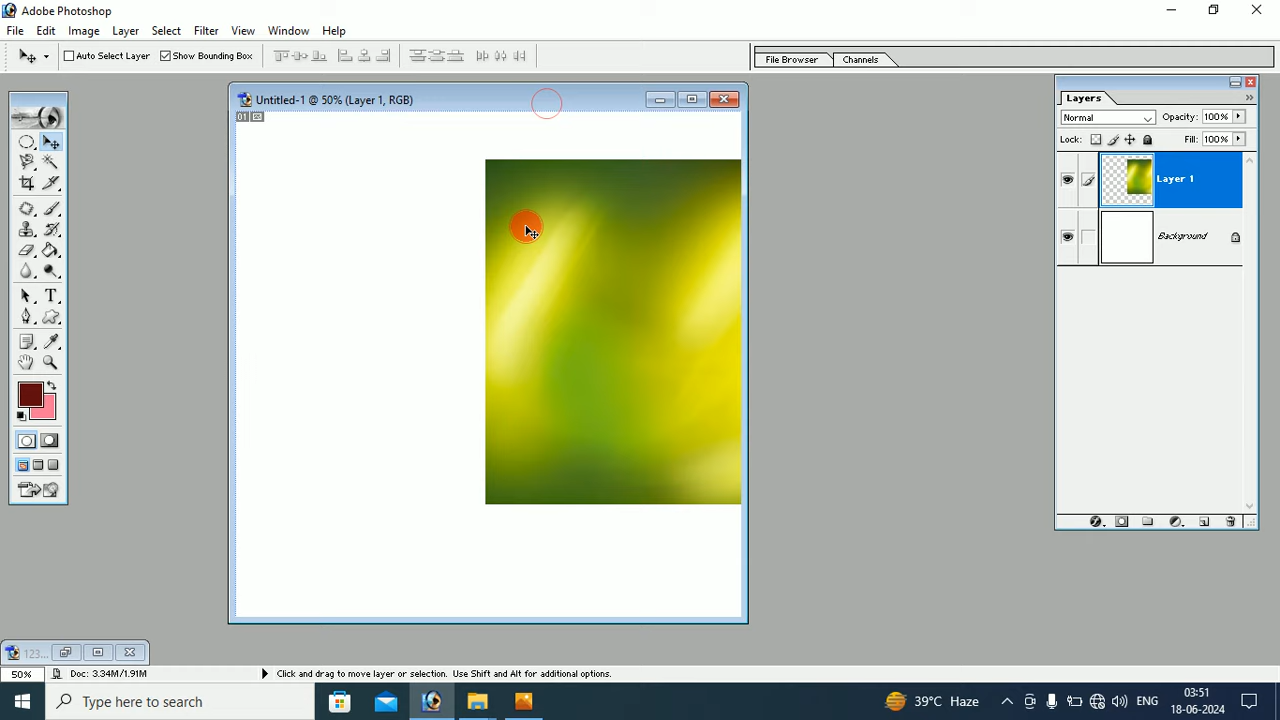 Adobe Photoshop
File Edit Image Layer Select Filter View Window Help
Auto Select Layer Show Bounding Box
File Browser Channels
Untitled-1 @ 50% (Layer 1, RGB)
01
Layers
Normal Opacity: 100%
Lock: Fill: 100%
Layer 1
Background
123...
50% Doc: 3.34M/1.91M Click and drag to move layer or selection. Use Shift and Alt for additional options.
Type here to search
39°C Haze
ENG
03:51
18-06-2024